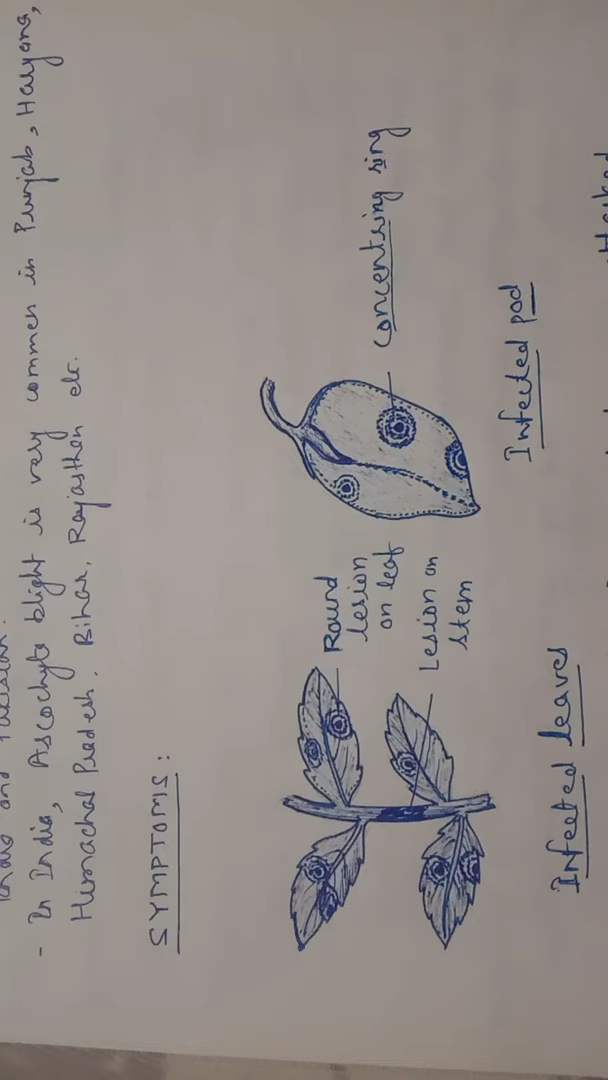 - In India, Ascochyta blight is very common in Punjab, Haryana,
Himachal Pradesh, Bihar, Rajasthan etc.
SYMPTOMS:
Round
lesion
on leaf
Lesion on
stem
Concentring ring
Infected leaves
Infected pod